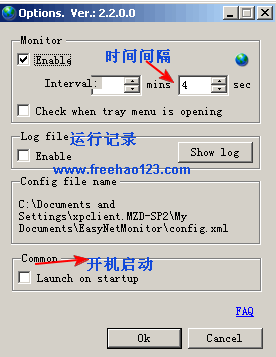 Options. Ver.: 2.2.0.0
Monitor
时间间隔
Enable
Interval: mins 4 sec
Check when tray menu is opening
Log file
运行记录
Enable
Show log
www.freehao123.com
Config file name
C:\Documents and
Settings\xpclient.MZD-SP2\My
Documents\EasyNetMonitor\config.xml
Common
开机启动
Launch on startup
FAQ
Ok
Cancel